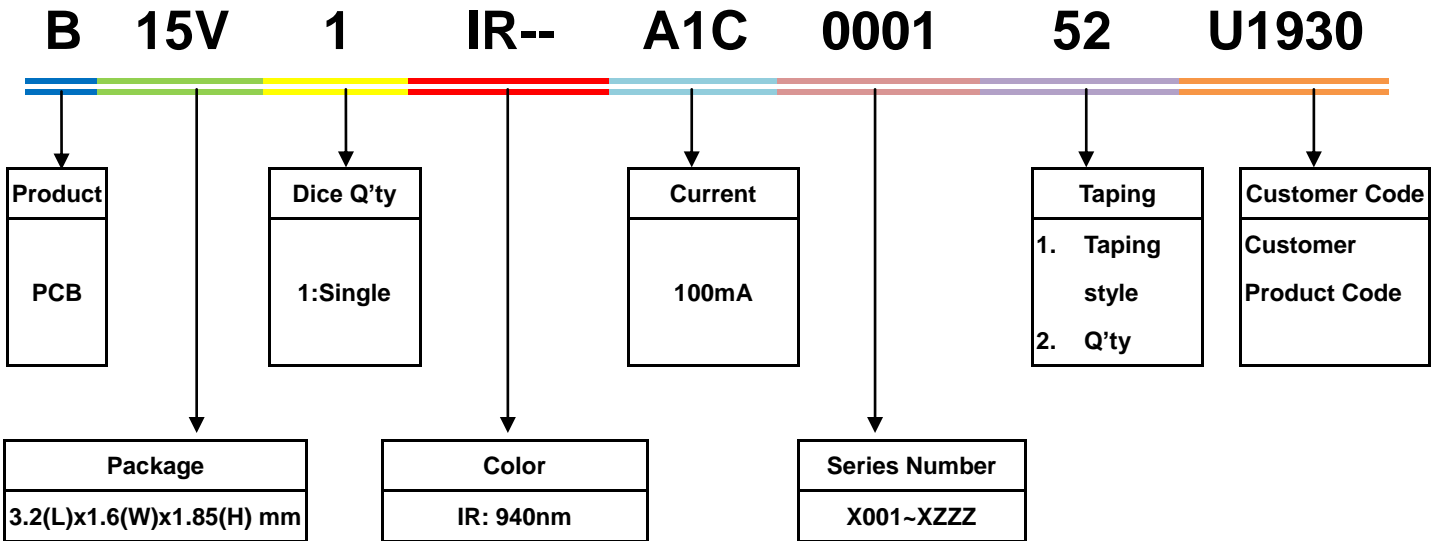 B 15V 1 IR-- A1C 0001 52 U1930
Product
PCB
Dice Q’ty
1:Single
Current
100mA
Taping
1. Taping
style
2. Q’ty
Customer Code
Customer
Product Code
Package
3.2(L)x1.6(W)x1.85(H) mm
Color
IR: 940nm
Series Number
X001~XZZZ